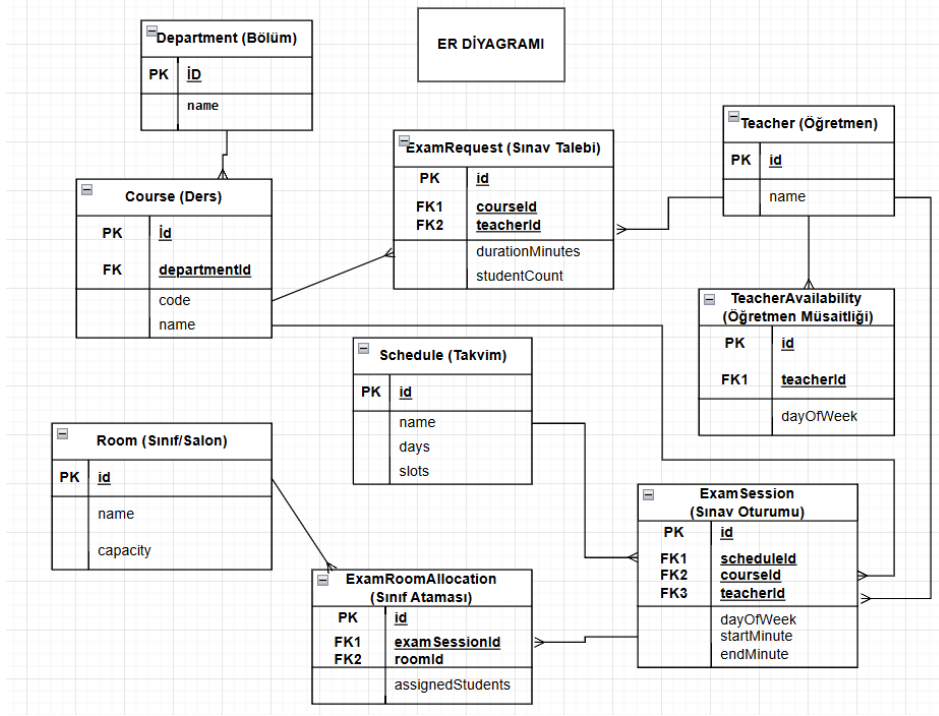 ER DİYAGRAMI
Department (Bölüm)
PK İD
name
Course (Ders)
PK İd
FK departmentId
code
name
ExamRequest (Sınav Talebi)
PK id
FK1 courseId
FK2 teacherId
durationMinutes
studentCount
Teacher (Öğretmen)
PK id
name
TeacherAvailability
(Öğretmen Müsaitliği)
PK id
FK1 teacherId
dayOfWeek
Schedule (Takvim)
PK id
name
days
slots
Room (Sınıf/Salon)
PK id
name
capacity
ExamSession
(Sınav Oturumu)
PK id
FK1 scheduleId
FK2 courseId
FK3 teacherId
dayOfWeek
startMinute
endMinute
ExamRoomAllocation
(Sınıf Ataması)
PK id
FK1 examSessionId
FK2 roomId
assignedStudents